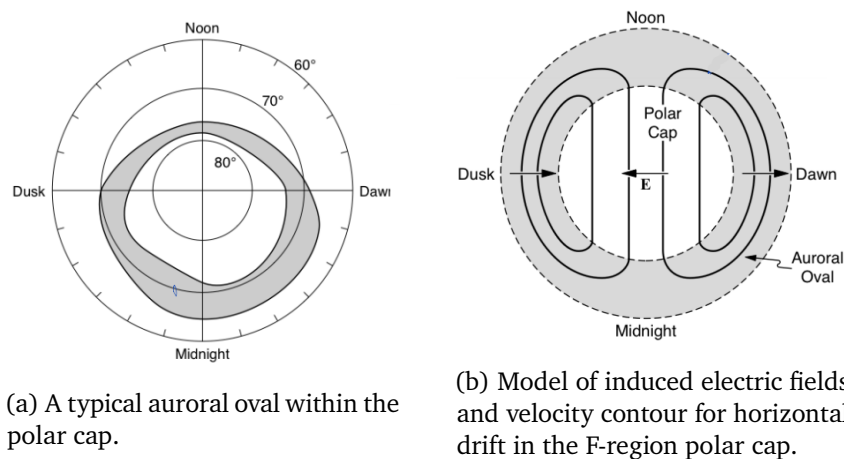 Noon
60°
70°
80°
Dusk
Dawn
Midnight
(a) A typical auroral oval within the
polar cap.
Noon
Polar
Cap
Dusk
E
Dawn
Auroral
Oval
Midnight
(b) Model of induced electric fields
and velocity contour for horizontal
drift in the F-region polar cap.